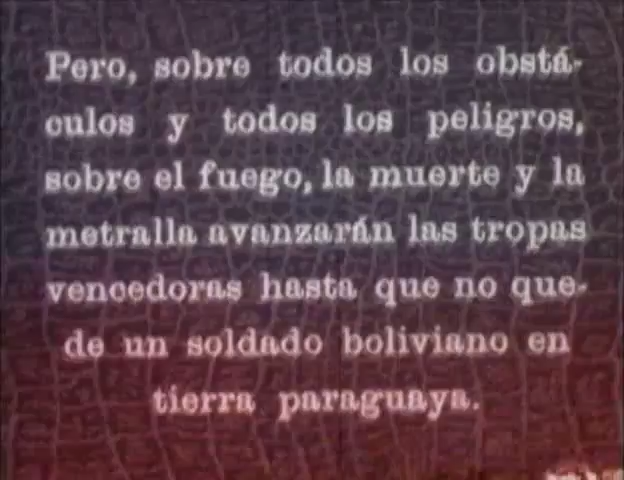 Pero, sobre todos los obstá-
culos y todos los peligros,
sobre el fuego, la muerte y la
metralla avanzarán las tropas
vencedoras hasta que no que-
de un soldado boliviano en
tierra paraguaya.